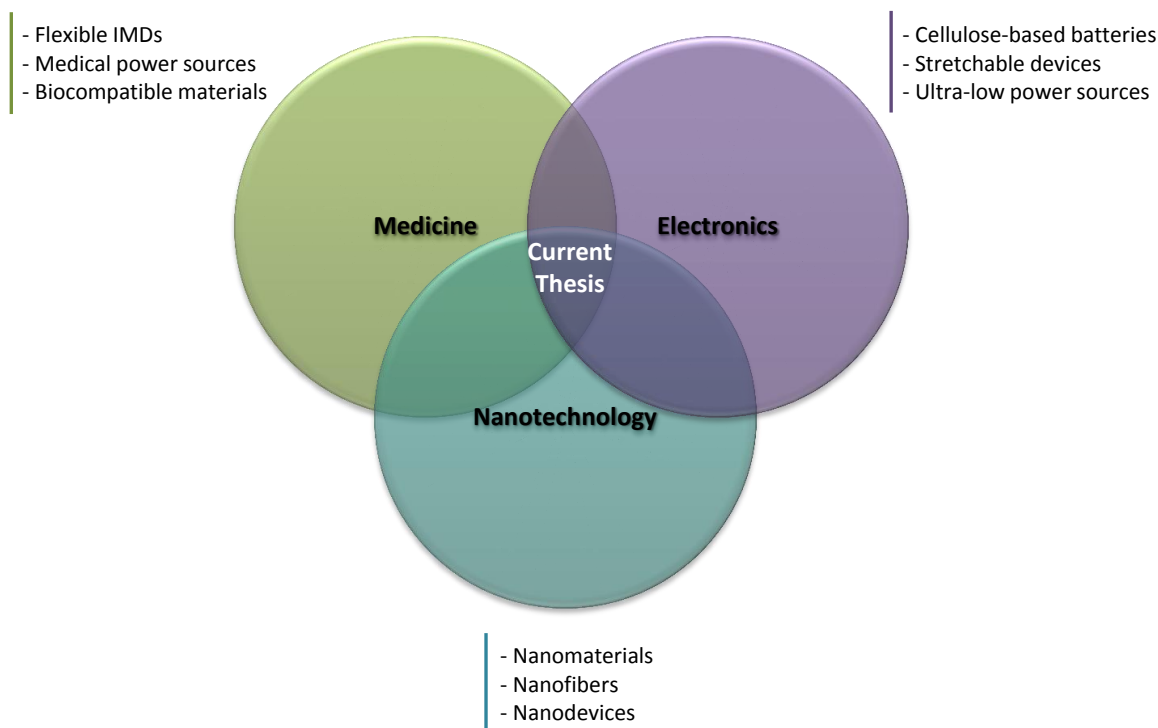 - Flexible IMDs
- Medical power sources
- Biocompatible materials
- Cellulose-based batteries
- Stretchable devices
- Ultra-low power sources
Medicine
Electronics
Current
Thesis
Nanotechnology
- Nanomaterials
- Nanofibers
- Nanodevices